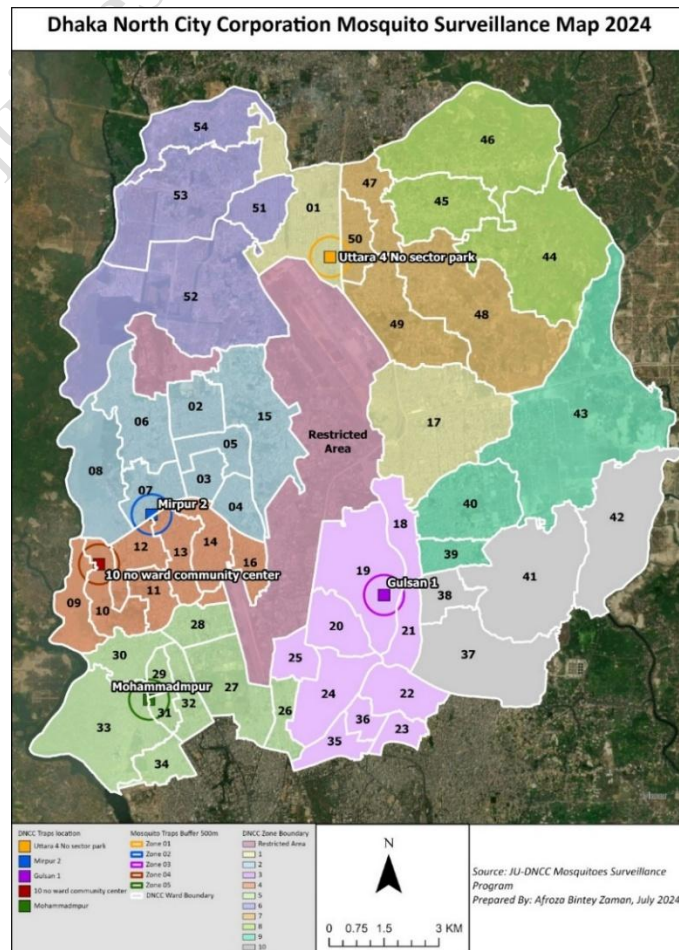 Dhaka North City Corporation Mosquito Surveillance Map 2024
54
46
47
53
51
01
45
50
44
Uttara 4 No sector park
52
49
48
43
02
15
06
17
05
Restricted
Area
08
03
07
04
Mirpur 2
40
18
42
12
14
13
39
16
19
41
10 no ward community center
Gulsan 1
09
38
10
11
20
21
28
30
25
37
29
27
Mohammadmpur
24
22
32
31
26
33
36
23
35
34
DNCC Traps location
Uttara 4 No sector park
Mirpur 2
Gulsan 1
10 no ward community center
Mohammadmpur
Mosquito Traps Buffer 500m
Zone 01
Zone 02
Zone 03
Zone 04
Zone 05
DNCC Ward Boundary
DNCC Zone Boundary
Restricted Area
1
2
3
4
5
6
7
8
9
10
N
0 0.75 1.5 3 KM
Source: JU-DNCC Mosquitoes Surveillance
Program
Prepared By: Afroza Bintey Zaman, July 2024